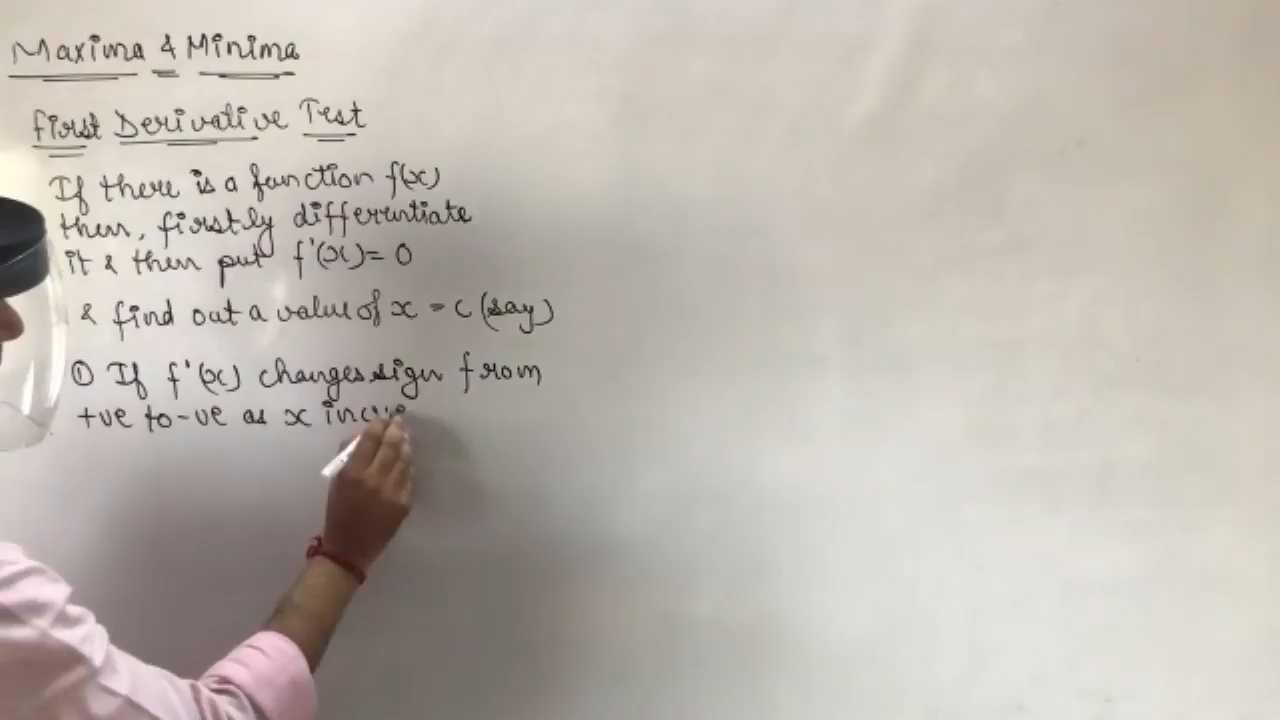 Maxima & Minima
First Derivative Test
If there is a function f(x)
then, firstly differentiate
it & then put f'(x) = 0
& find out a value of x = c (say)
① If f'(x) changes sign from
+ve to -ve as x incre